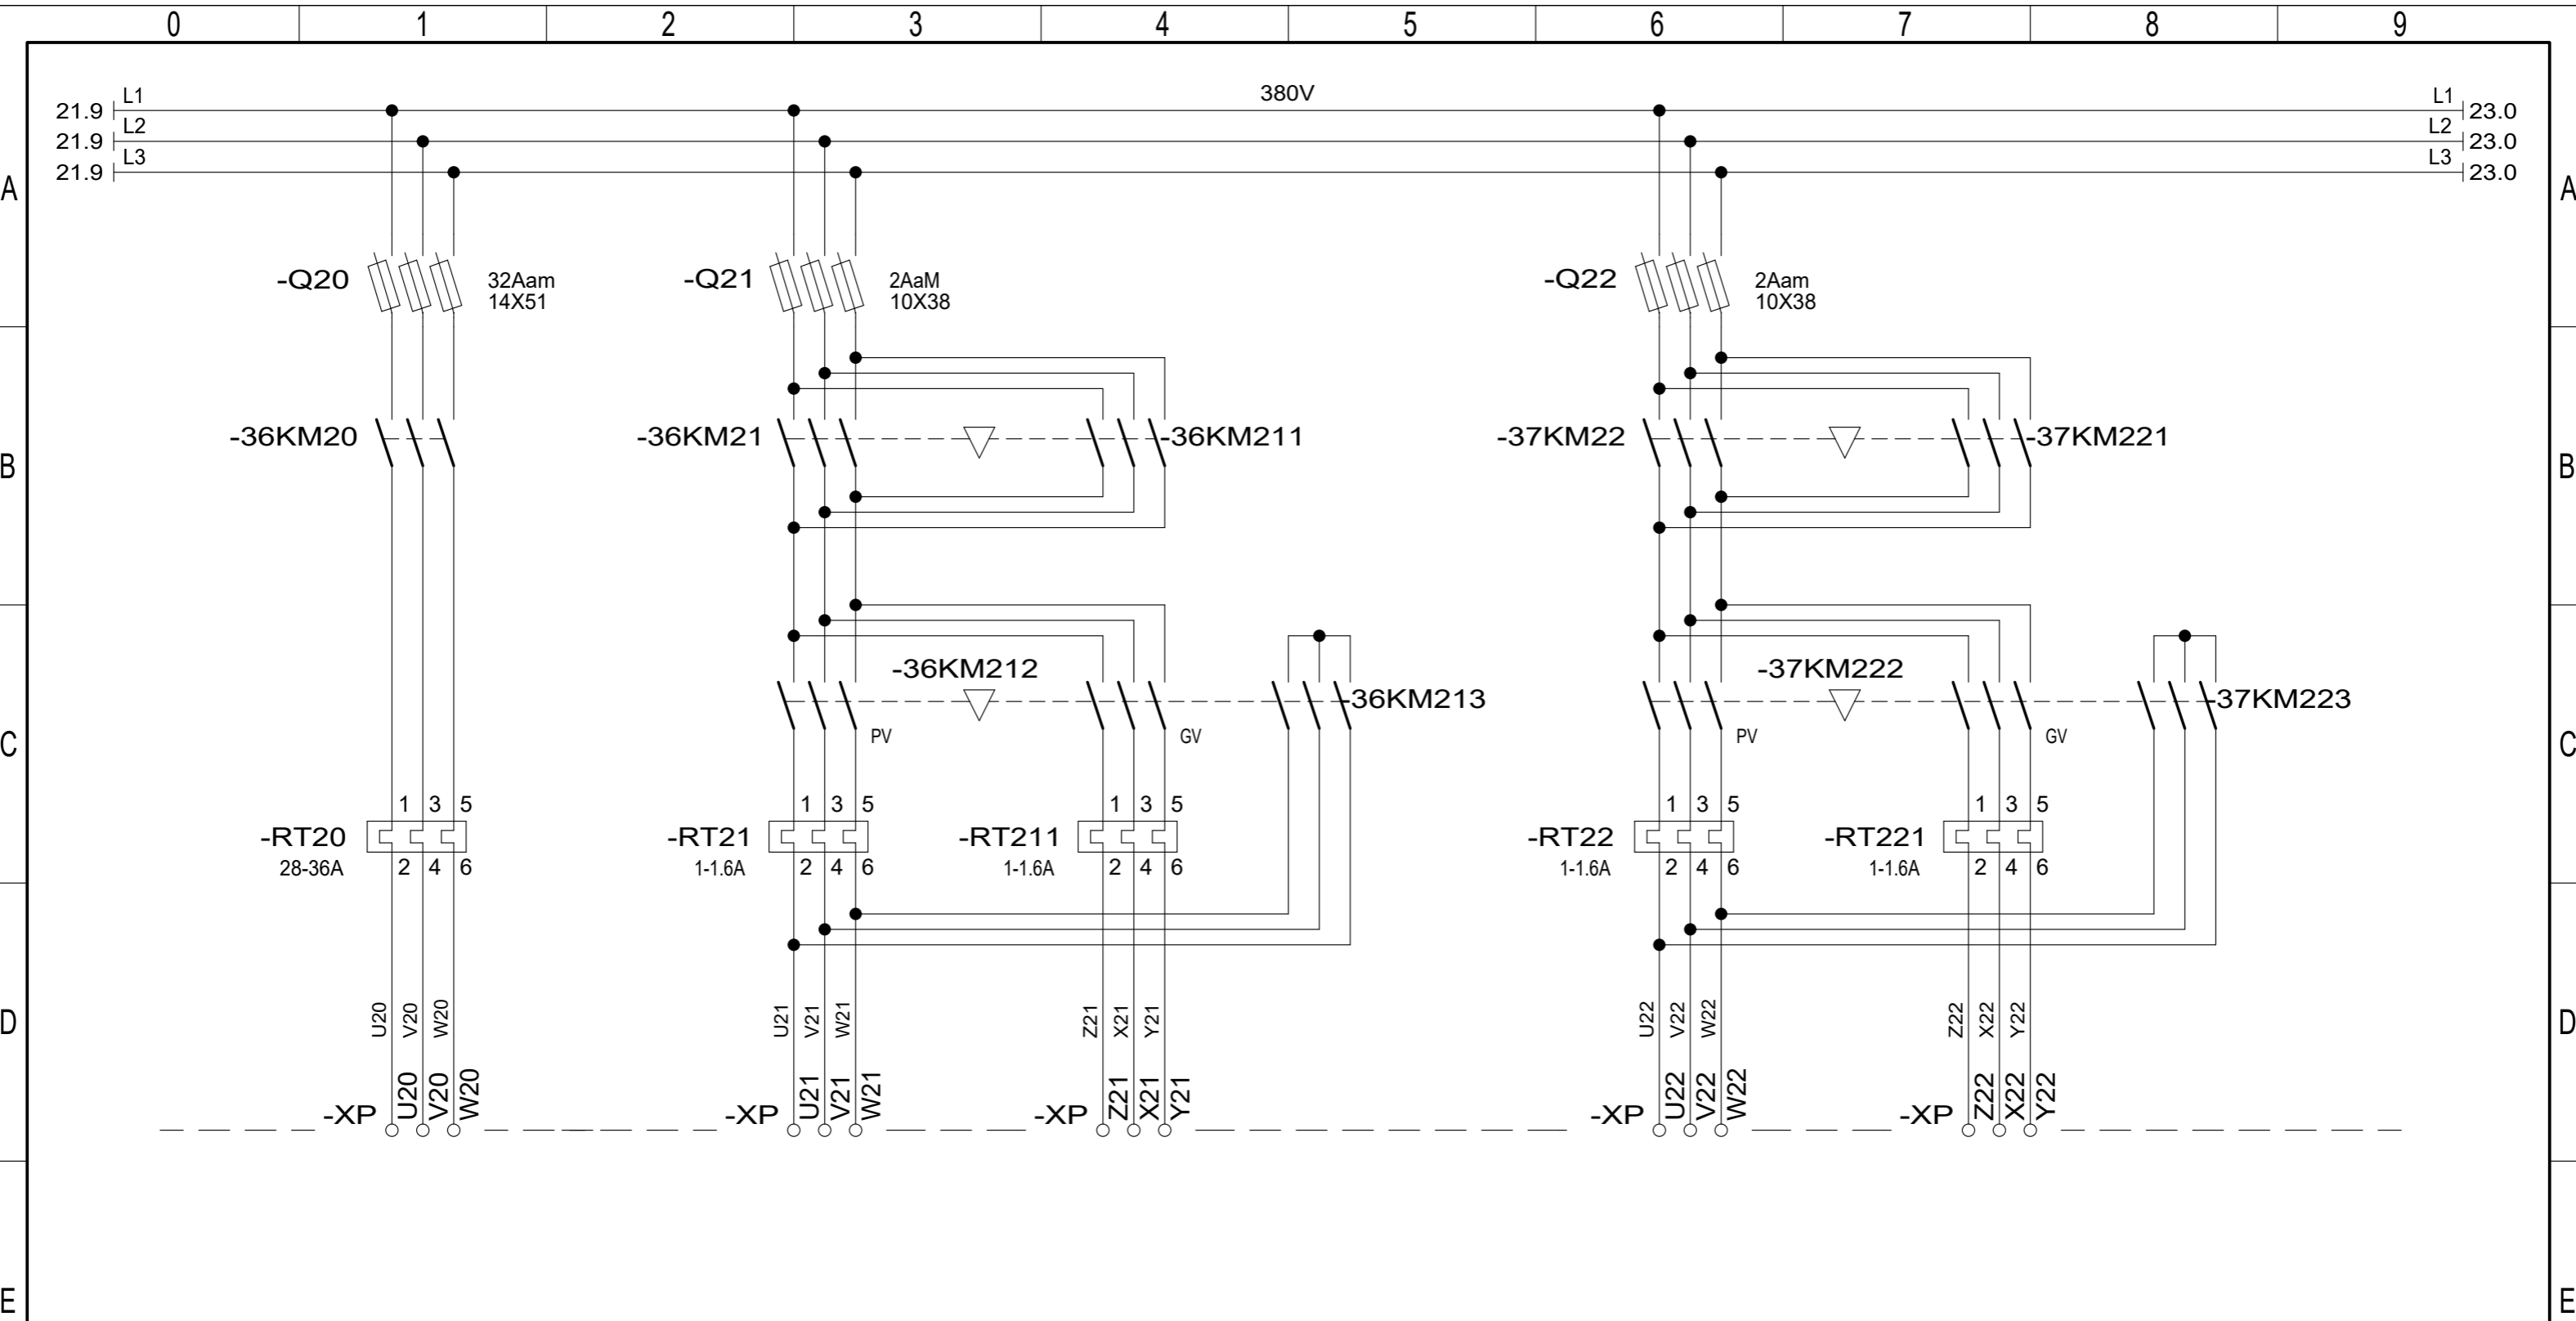 0 1 2 3 4 5 6 7 8 9
380V
21.9 L1 L1 23.0
21.9 L2 L2 23.0
21.9 L3 L3 23.0
A A
-Q20 32Aam -Q21 2AaM -Q22 2Aam
14X51 10X38 10X38
-36KM20 -36KM21 -36KM211 -37KM22 -37KM221
B B
-36KM212 -37KM222
-36KM213 -37KM223
PV GV PV GV
C C
1 3 5 1 3 5 1 3 5 1 3 5 1 3 5
-RT20 -RT21 -RT211 -RT22 -RT221
28-36A 2 4 6 1-1.6A 2 4 6 1-1.6A 2 4 6 1-1.6A 2 4 6 1-1.6A 2 4 6
U20 V20 W20 U21 V21 W21 Z21 X21 Y21 U22 V22 W22 Z22 X22 Y22
D D
-XP U20 V20 W20 -XP U21 V21 W21 -XP Z21 X21 Y21 -XP U22 V22 W22 -XP Z22 X22 Y22
E E